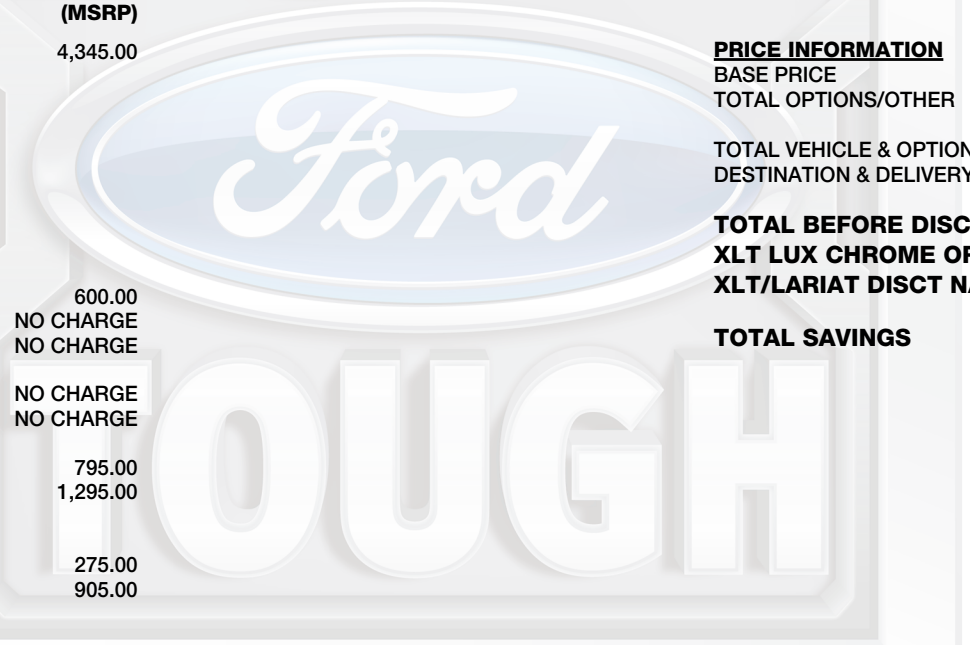 (MSRP)
4,345.00
600.00
NO CHARGE
NO CHARGE
NO CHARGE
NO CHARGE
795.00
1,295.00
275.00
905.00
PRICE INFORMATION
BASE PRICE
TOTAL OPTIONS/OTHER
TOTAL VEHICLE & OPTION
DESTINATION & DELIVERY
TOTAL BEFORE DISC
XLT LUX CHROME OP
XLT/LARIAT DISCT NA
TOTAL SAVINGS
Ford
TOUGH